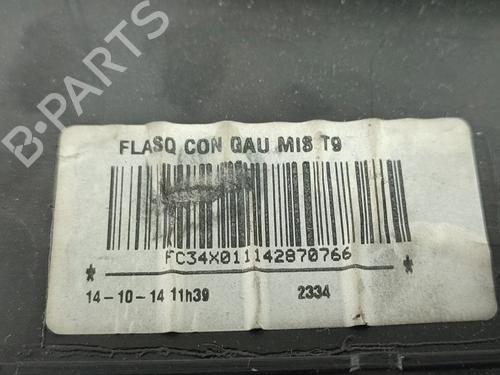 B-PARTS
FLASQ CON GAU MIS T9
FC34X011142870766
* *
14-10-14 11h39 2334